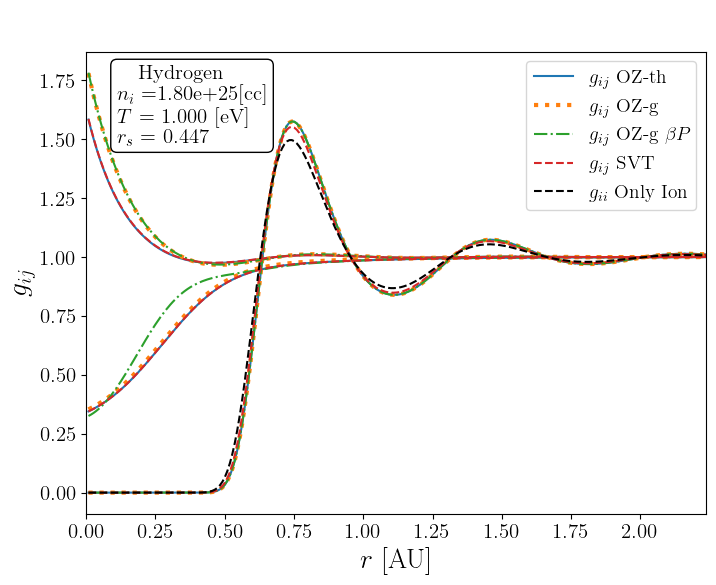 Hydrogen
n_i =1.80e+25[cc]
T = 1.000 [eV]
r_s = 0.447
g_ij OZ-th
g_ij OZ-g
g_ij OZ-g βP
g_ij SVT
g_ii Only Ion
1.75
1.50
1.25
1.00
0.75
0.50
0.25
0.00
g_ij
0.00 0.25 0.50 0.75 1.00 1.25 1.50 1.75 2.00
r [AU]